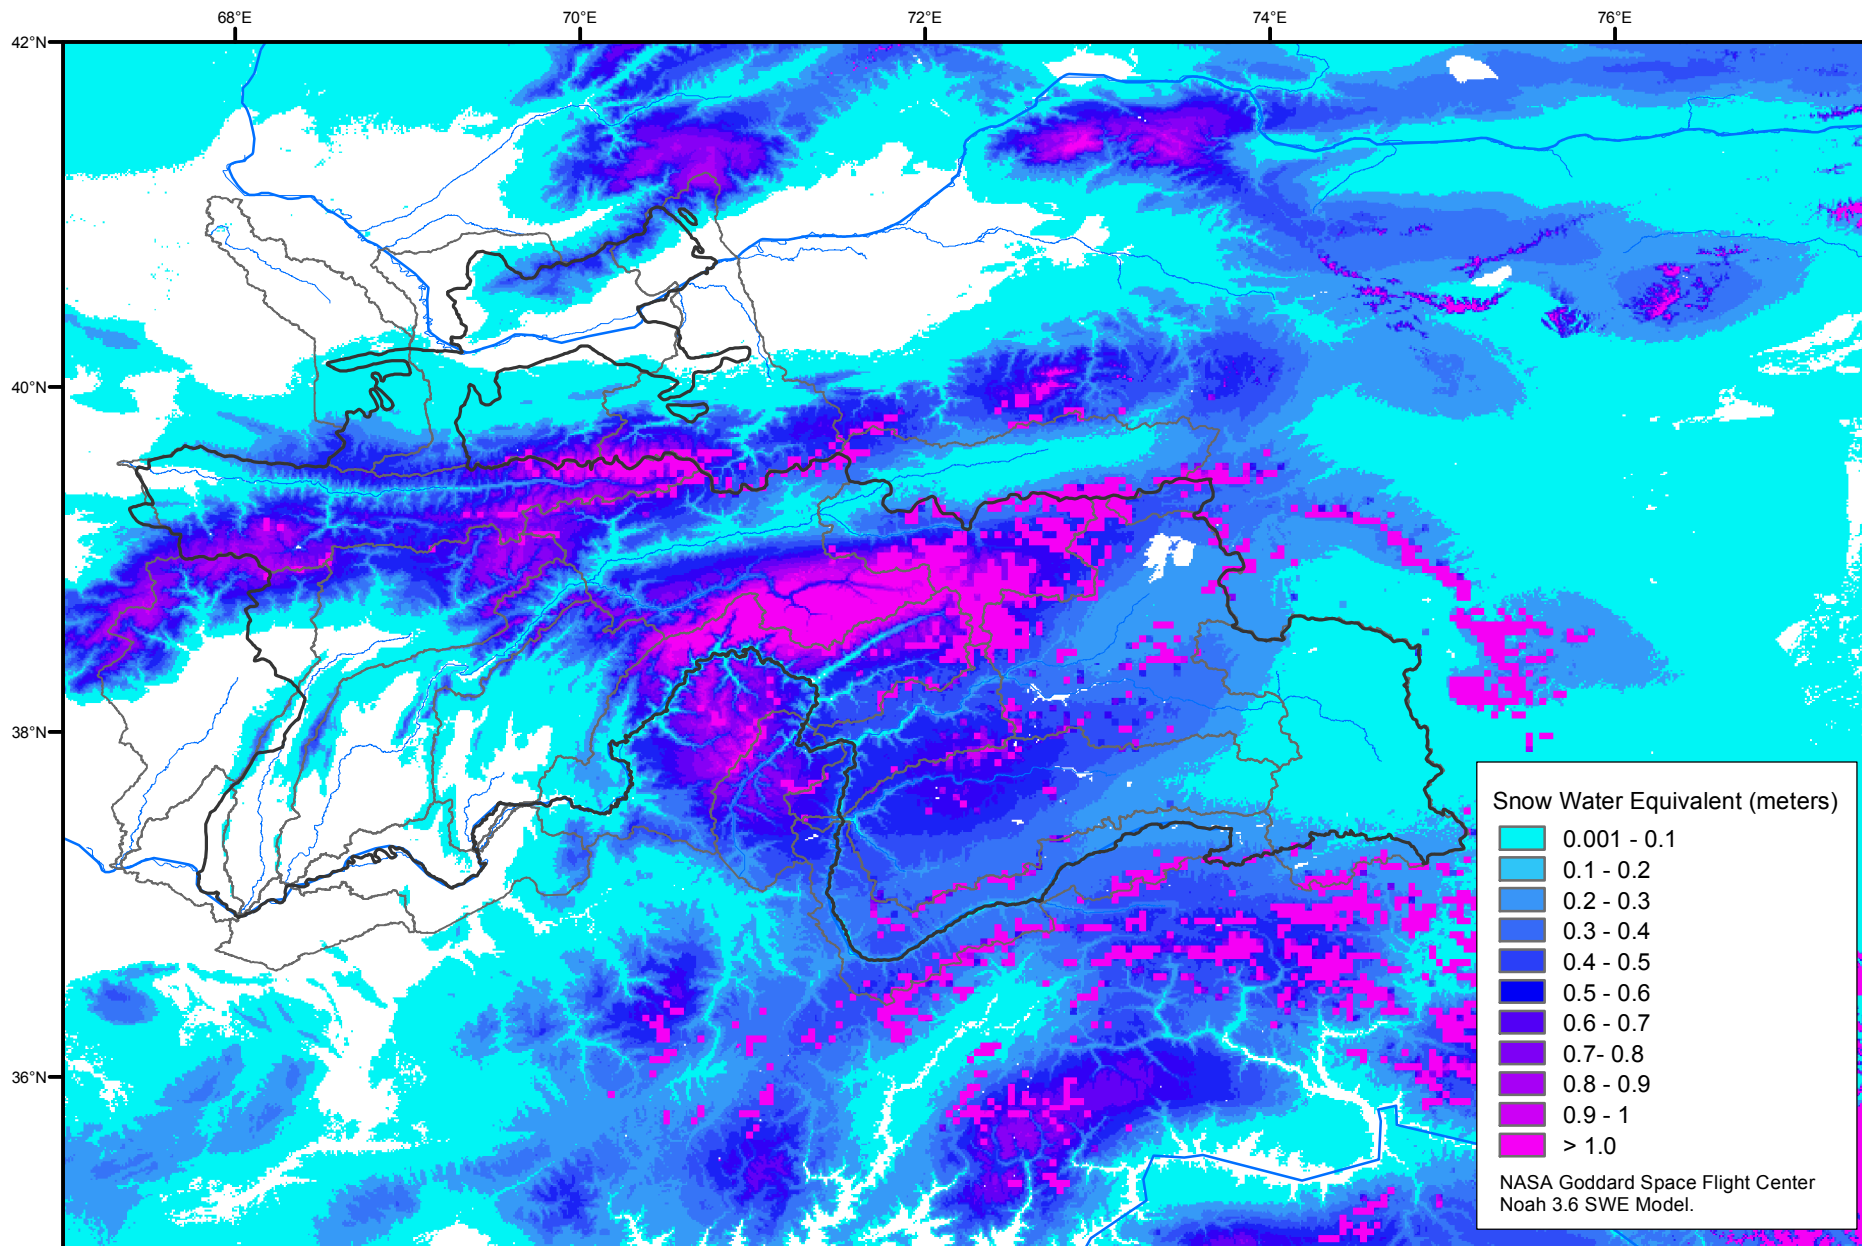 68°E
70°E
72°E
74°E
76°E
42°N
40°N
38°N
36°N
Snow Water Equivalent (meters)
0.001 - 0.1
0.1 - 0.2
0.2 - 0.3
0.3 - 0.4
0.4 - 0.5
0.5 - 0.6
0.6 - 0.7
0.7- 0.8
0.8 - 0.9
0.9 - 1
> 1.0
NASA Goddard Space Flight Center
Noah 3.6 SWE Model.